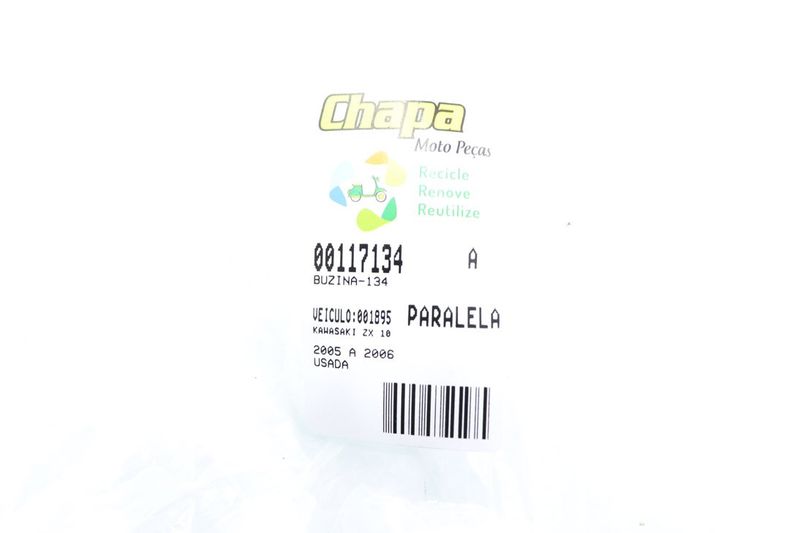 Chapa
Moto Peças
Recicle
Renove
Reutilize
00117134 A
BUZINA-134
VEICULO:001895 PARALELA
KAWASAKI ZX 10
2005 A 2006
USADA